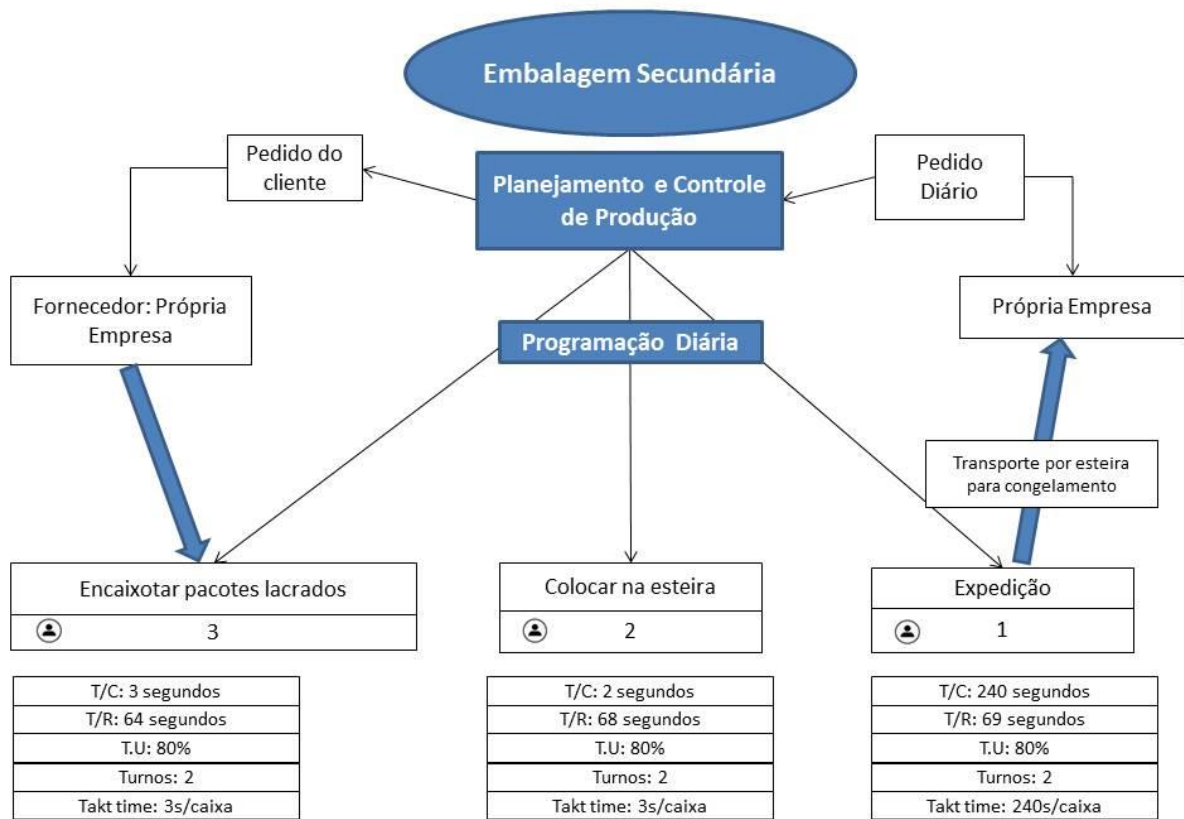 Embalagem Secundária
Pedido do
cliente
Planejamento e Controle
de Produção
Pedido
Diário
Fornecedor: Própria
Empresa
Programação Diária
Própria Empresa
Transporte por esteira
para congelamento
Encaixotar pacotes lacrados
3
Colocar na esteira
2
Expedição
1
T/C: 3 segundos
T/R: 64 segundos
T.U: 80%
Turnos: 2
Takt time: 3s/caixa
T/C: 2 segundos
T/R: 68 segundos
T.U: 80%
Turnos: 2
Takt time: 3s/caixa
T/C: 240 segundos
T/R: 69 segundos
T.U: 80%
Turnos: 2
Takt time: 240s/caixa